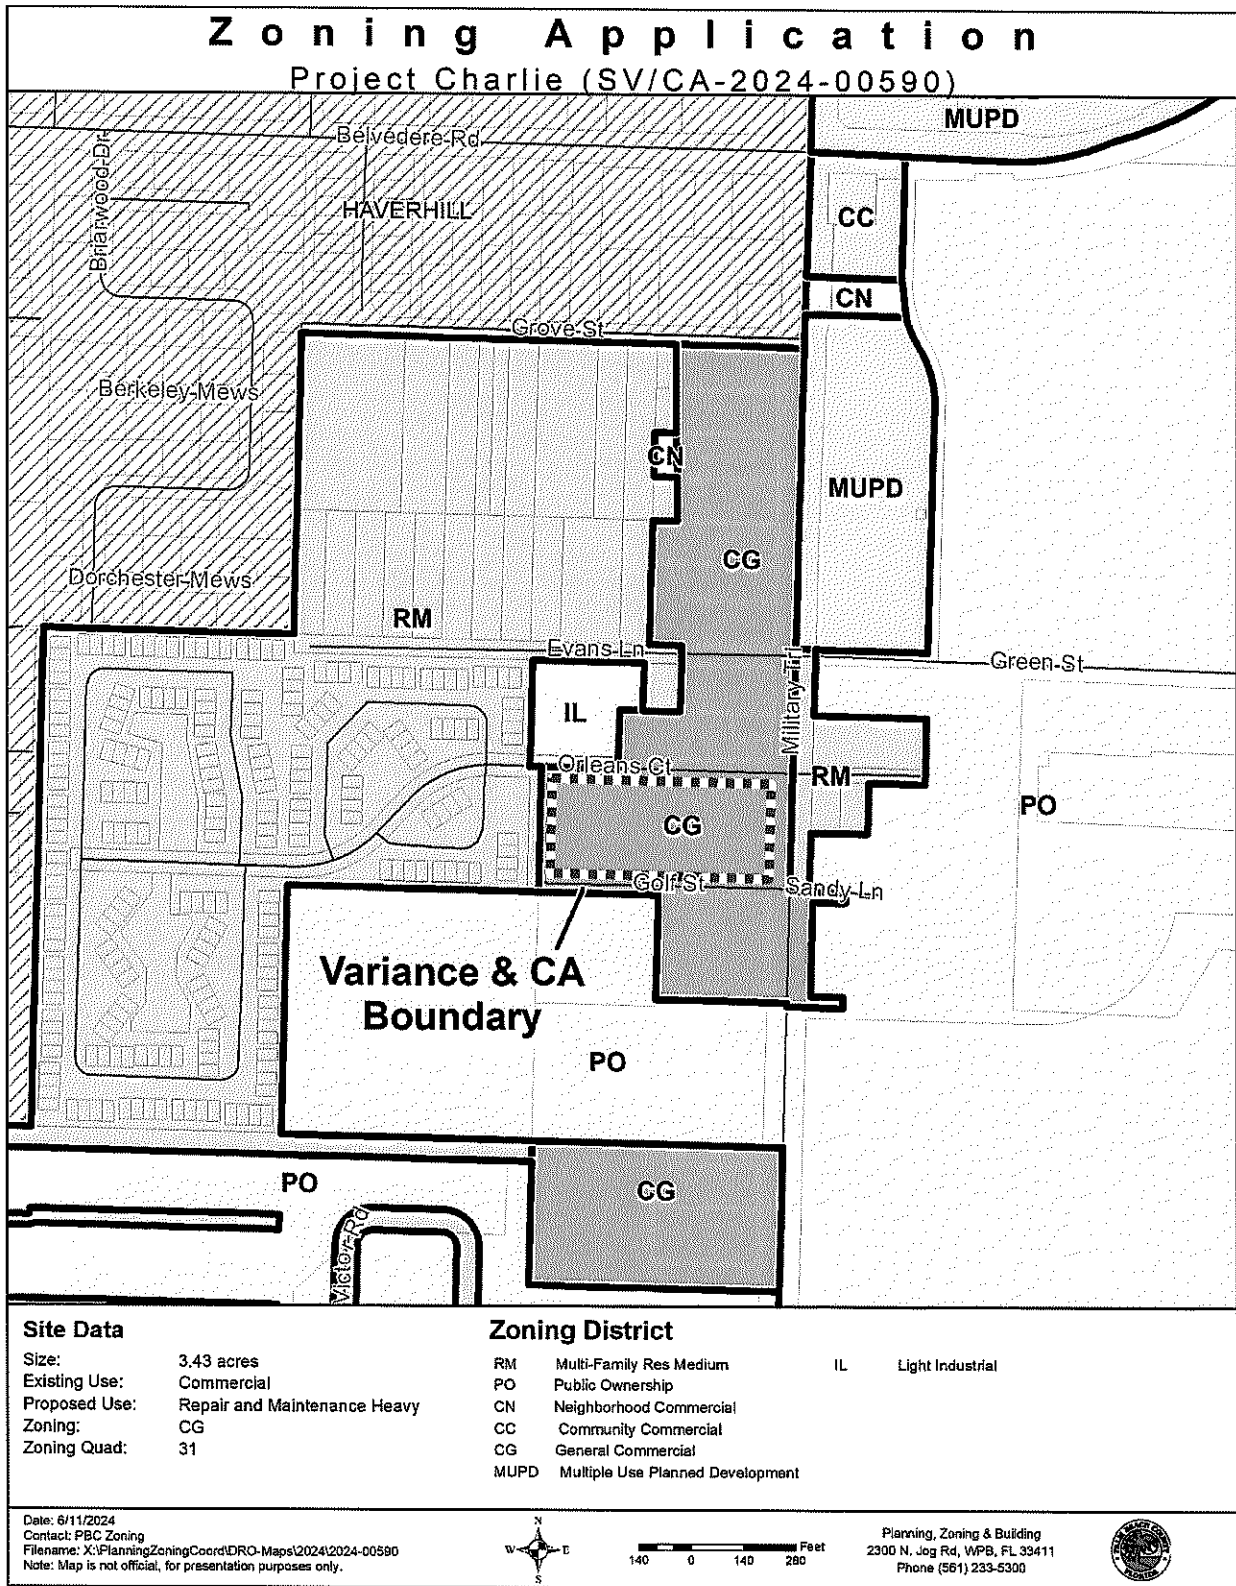 Zoning Application
Project Charlie (SV/CA-2024-00590)
MUPD
Belvedere Rd
Briarwood Dr
HAVERHILL
CC
CN
Grove St
Berkeley Mews
CN
MUPD
CG
Dorchester Mews
RM
Evans Ln
Green St
Military Trl
IL
Orleans Ct
RM
PO
CG
Golf St
Sandy Ln
Variance & CA
Boundary
PO
PO
CG
Victor Rd
Site Data
Size: 3.43 acres
Existing Use: Commercial
Proposed Use: Repair and Maintenance Heavy
Zoning: CG
Zoning Quad: 31
Zoning District
RM Multi-Family Res Medium
PO Public Ownership
CN Neighborhood Commercial
CC Community Commercial
CG General Commercial
MUPD Multiple Use Planned Development
IL Light Industrial
Date: 6/11/2024
Contact: PBC Zoning
Filename: X:\PlanningZoningCoord\DRO-Maps\2024\2024-00590
Note: Map is not official, for presentation purposes only.
N
W E
S
Feet
140 0 140 280
Planning, Zoning & Building
2300 N. Jog Rd, WPB, FL 33411
Phone (561) 233-5300
PALM BEACH COUNTY
FLORIDA